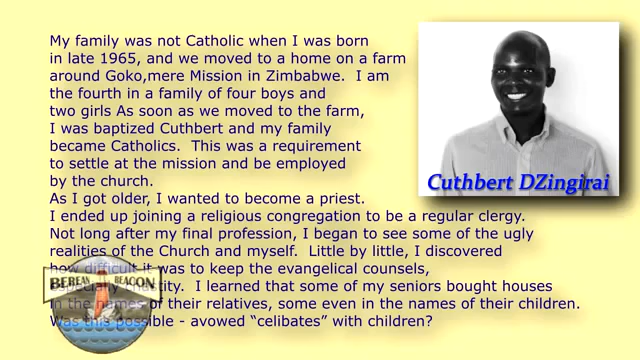 My family was not Catholic when I was born
in late 1965, and we moved to a home on a farm
around Goko,mere Mission in Zimbabwe.  I am
the fourth in a family of four boys and
two girls As soon as we moved to the farm,
I was baptized Cuthbert and my family
became Catholics.  This was a requirement
to settle at the mission and be employed
by the church.
Cuthbert DZingirai
As I got older, I wanted to become a priest.
I ended up joining a religious congregation to be a regular clergy.
Not long after my final profession, I began to see some of the ugly
realities of the Church and myself.  Little by little, I discovered
how difficult it was to keep the evangelical counsels,
especially chastity.  I learned that some of my seniors bought houses
in the names of their relatives, some even in the names of their children.
Was this possible - avowed “celibates” with children?
BEREAN BEACON